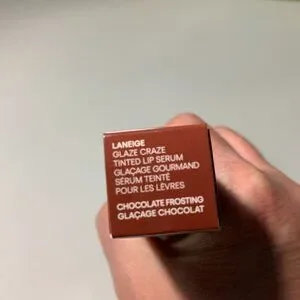 LANEIGE
GLAZE CRAZE
TINTED LIP SERUM
GLAÇAGE GOURMAND
SÉRUM TEINTÉ
POUR LES LÈVRES
CHOCOLATE FROSTING
GLAÇAGE CHOCOLAT